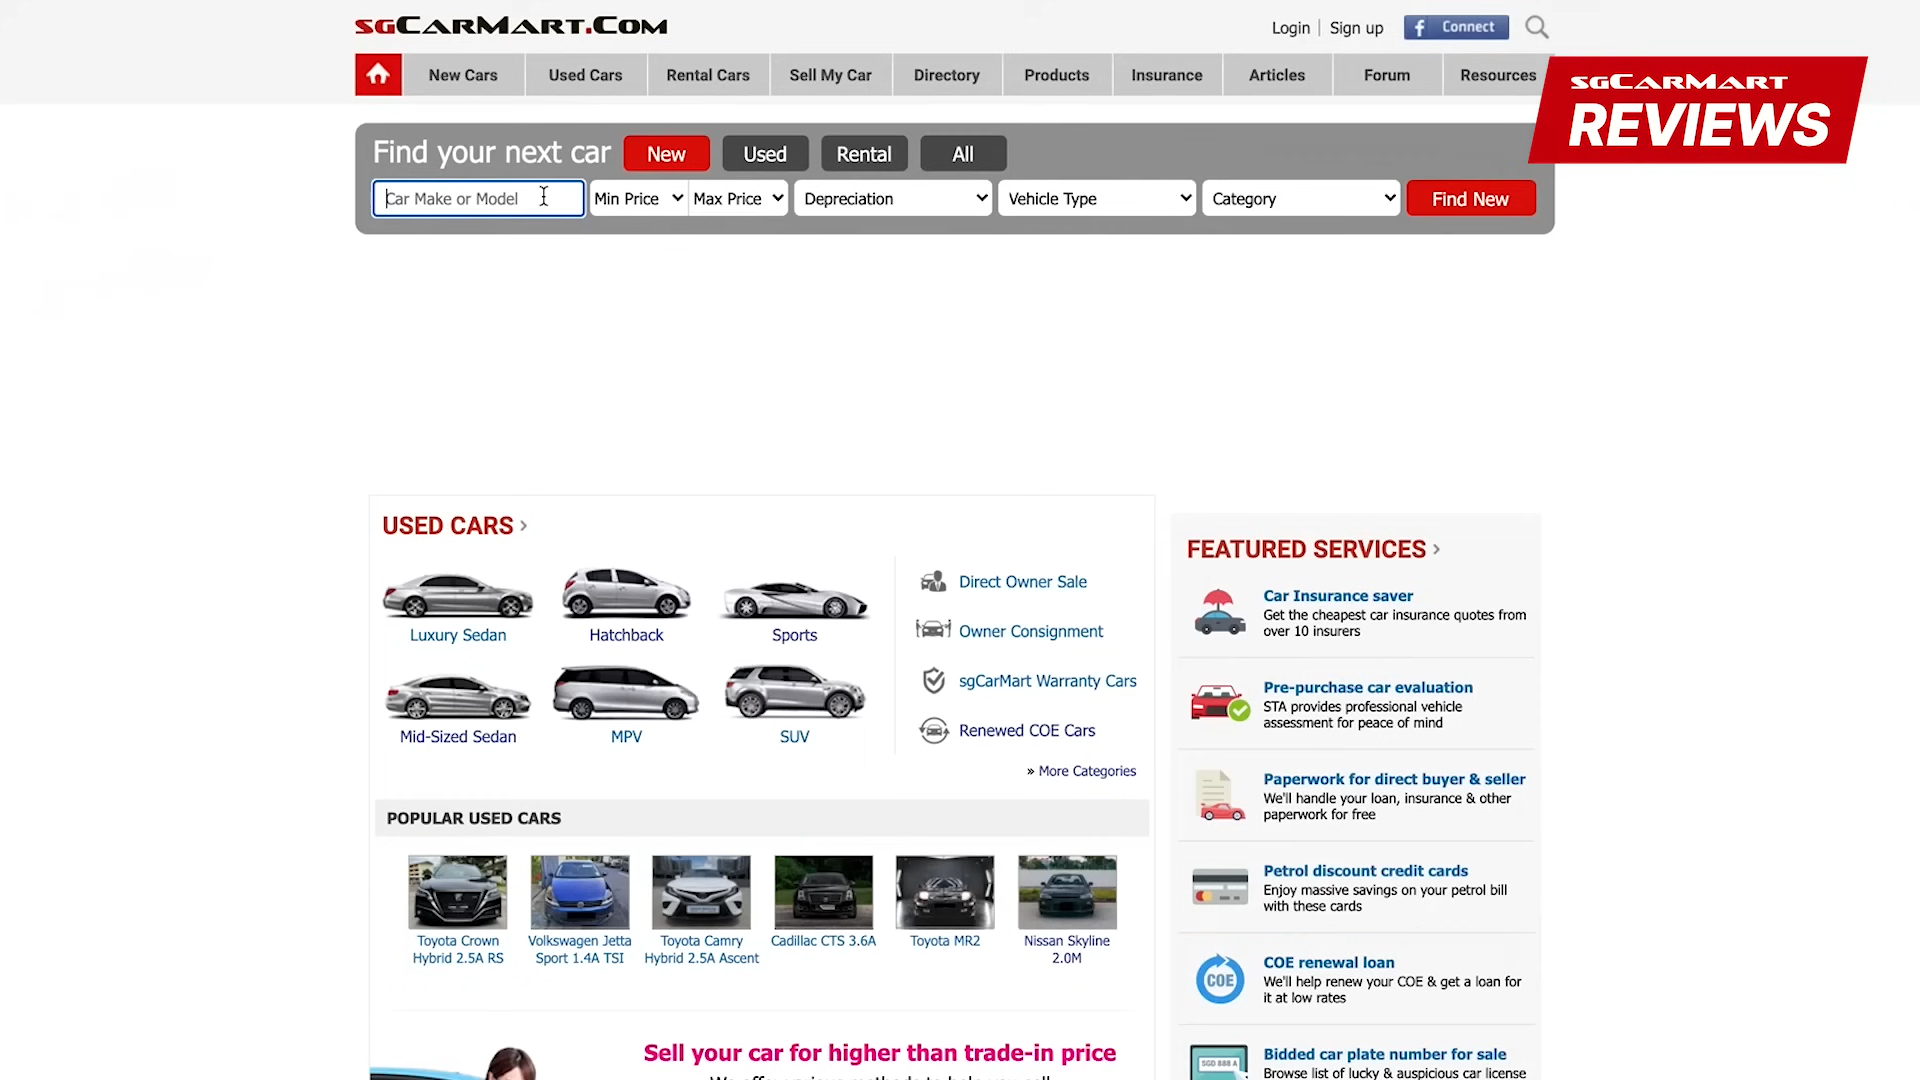 sgCarMart.Com
Login
Sign up
Connect
New Cars
Used Cars
Rental Cars
Sell My Car
Directory
Products
Insurance
Articles
Forum
Resources
sgCarMart
REVIEWS
Find your next car
New
Used
Rental
All
Car Make or Model
Min Price
Max Price
Depreciation
Vehicle Type
Category
Find New
USED CARS
Luxury Sedan
Hatchback
Sports
Mid-Sized Sedan
MPV
SUV
Direct Owner Sale
Owner Consignment
sgCarMart Warranty Cars
Renewed COE Cars
» More Categories
POPULAR USED CARS
Toyota Crown
Hybrid 2.5A RS
Volkswagen Jetta
Sport 1.4A TSI
Toyota Camry
Hybrid 2.5A Ascent
Cadillac CTS 3.6A
Toyota MR2
Nissan Skyline
2.0M
Sell your car for higher than trade-in price
We offer various methods to help you sell
FEATURED SERVICES
Car Insurance saver
Get the cheapest car insurance quotes from
over 10 insurers
Pre-purchase car evaluation
STA provides professional vehicle
assessment for peace of mind
Paperwork for direct buyer & seller
We'll handle your loan, insurance & other
paperwork for free
Petrol discount credit cards
Enjoy massive savings on your petrol bill
with these cards
COE
COE renewal loan
We'll help renew your COE & get a loan for
it at low rates
SGD 888 A
Bidded car plate number for sale
Browse list of lucky & auspicious car license